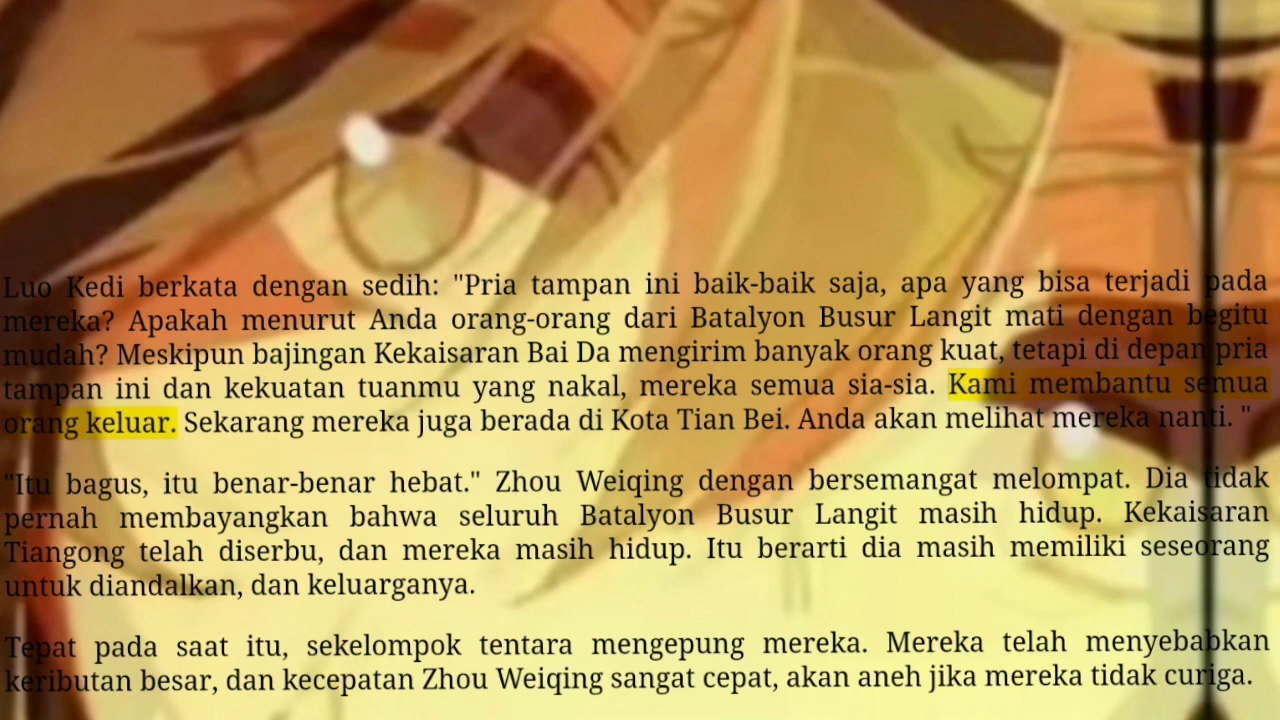 Luo Kedi berkata dengan sedih: "Pria tampan ini baik-baik saja, apa yang bisa terjadi pada
mereka? Apakah menurut Anda orang-orang dari Batalyon Busur Langit mati dengan begitu
mudah? Meskipun bajingan Kekaisaran Bai Da mengirim banyak orang kuat, tetapi di depan pria
tampan ini dan kekuatan tuanmu yang nakal, mereka semua sia-sia. Kami membantu semua
orang keluar. Sekarang mereka juga berada di Kota Tian Bei. Anda akan melihat mereka nanti. "
"Itu bagus, itu benar-benar hebat." Zhou Weiqing dengan bersemangat melompat. Dia tidak
pernah membayangkan bahwa seluruh Batalyon Busur Langit masih hidup. Kekaisaran
Tiangong telah diserbu, dan mereka masih hidup. Itu berarti dia masih memiliki seseorang
untuk diandalkan, dan keluarganya.
Tepat pada saat itu, sekelompok tentara mengepung mereka. Mereka telah menyebabkan
keributan besar, dan kecepatan Zhou Weiqing sangat cepat, akan aneh jika mereka tidak curiga.